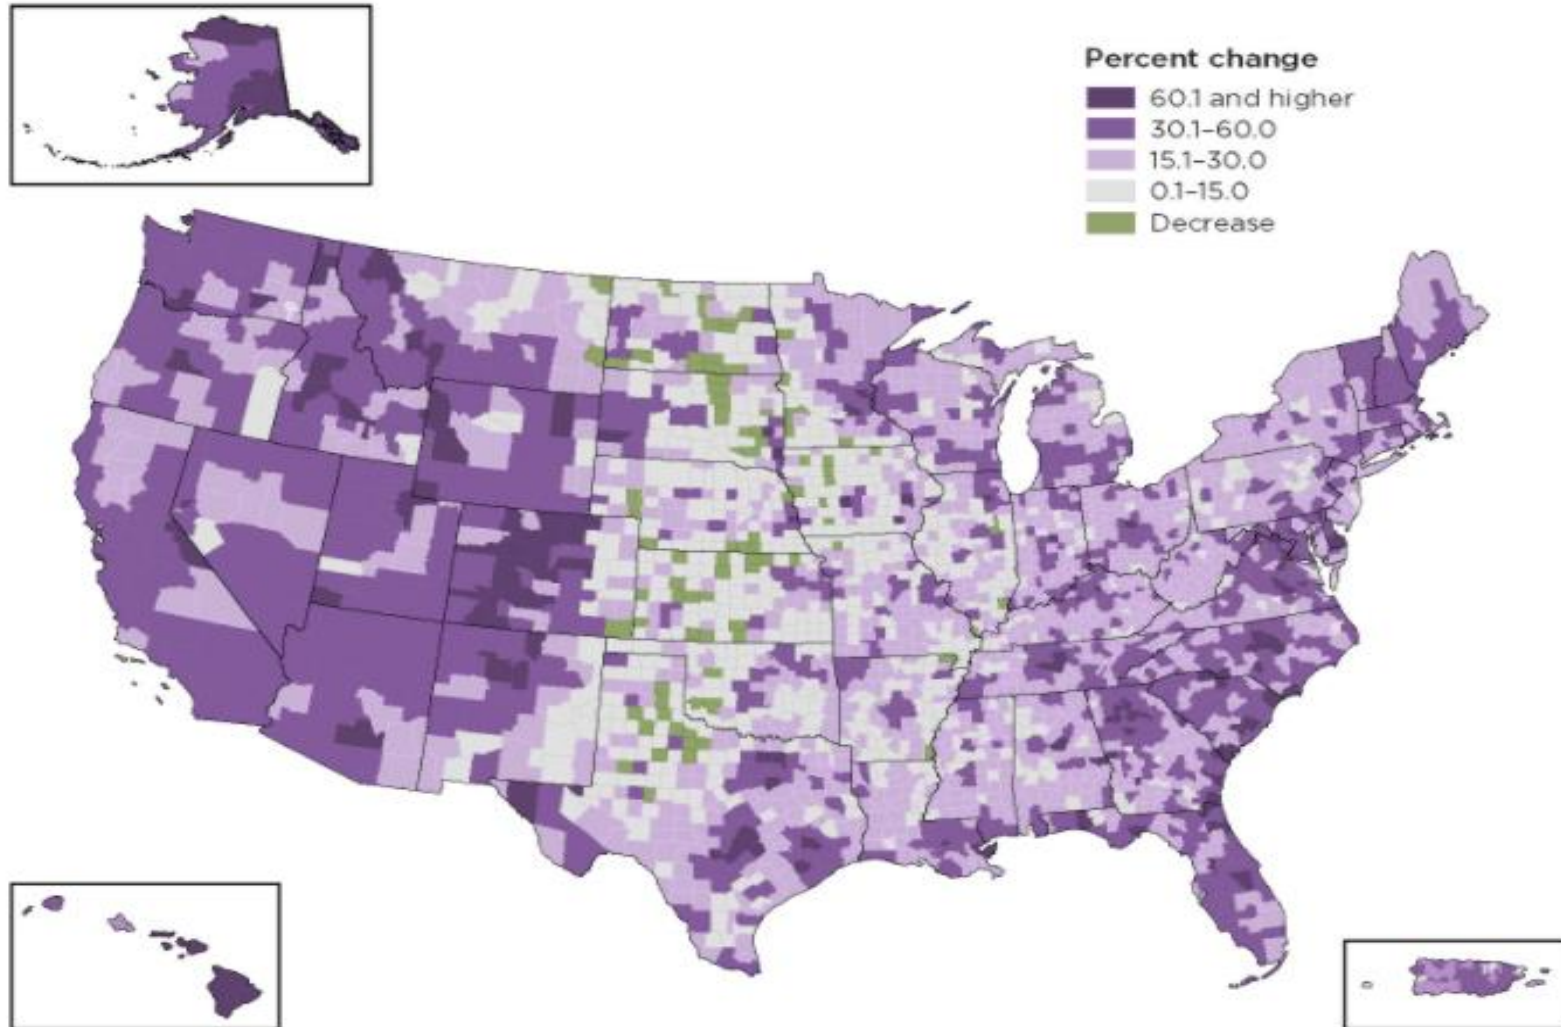 Percent change
60.1 and higher
30.1–60.0
15.1–30.0
0.1–15.0
Decrease